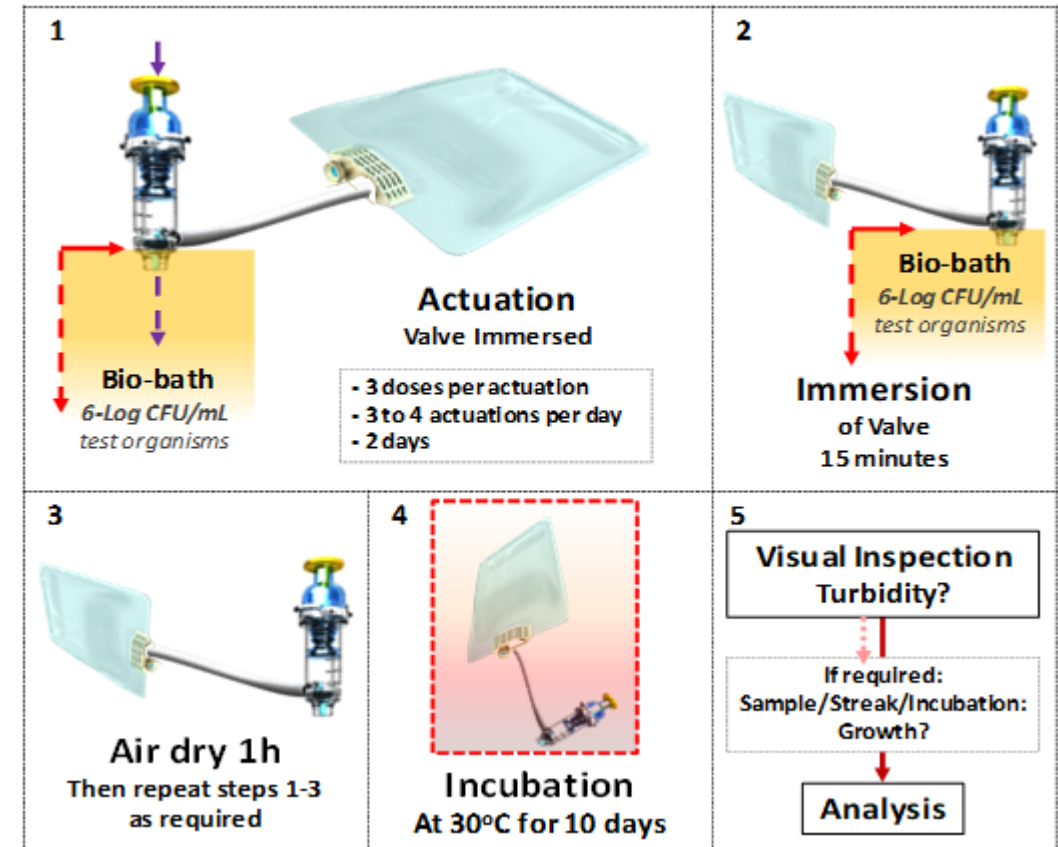 1
Bio-bath
6-Log CFU/mL
test organisms
Actuation
Valve Immersed
- 3 doses per actuation
- 3 to 4 actuations per day
- 2 days
2
Bio-bath
6-Log CFU/mL
test organisms
Immersion
of Valve
15 minutes
3
Air dry 1h
Then repeat steps 1-3
as required
4
Incubation
At 30°C for 10 days
5
Visual Inspection
Turbidity?
If required:
Sample/Streak/Incubation:
Growth?
Analysis